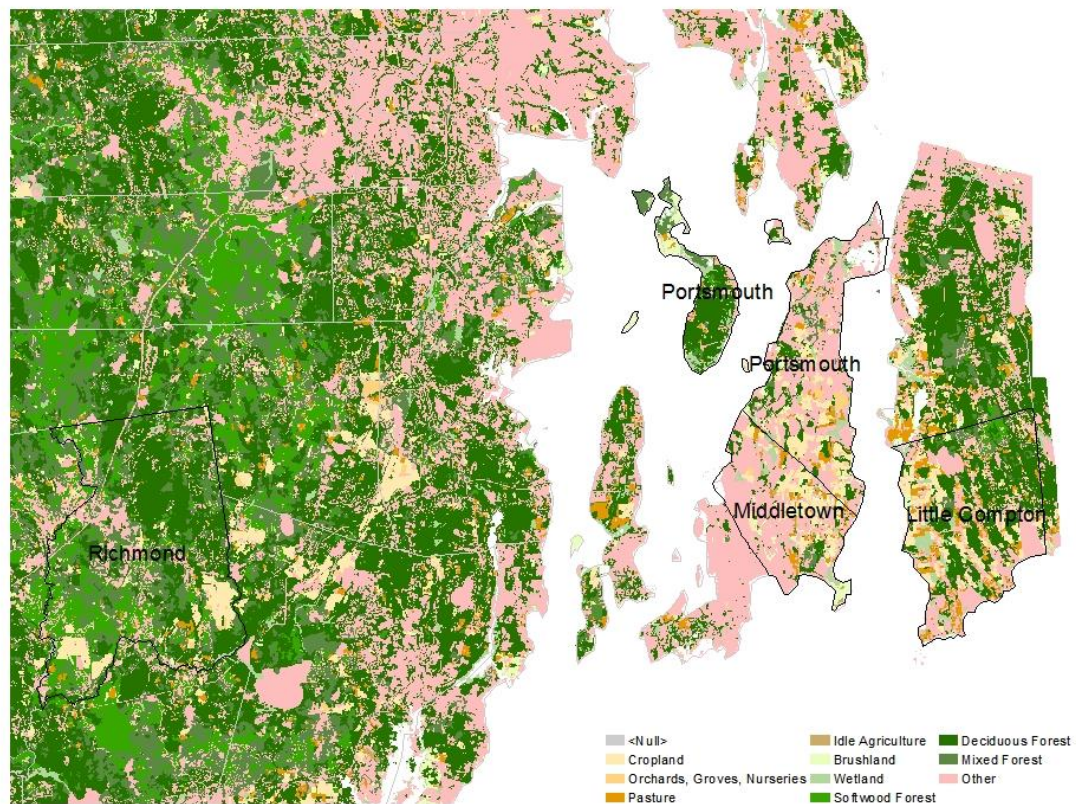 Portsmouth
Portsmouth
Middletown
Little Compton
Richmond
<Null>
Cropland
Orchards, Groves, Nurseries
Pasture
Idle Agriculture
Brushland
Wetland
Softwood Forest
Deciduous Forest
Mixed Forest
Other